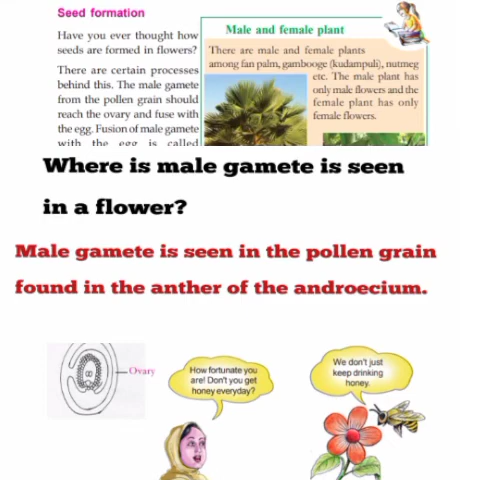 Seed formation
Have you ever thought how
seeds are formed in flowers?
There are certain processes
behind this. The male gamete
from the pollen grain should
reach the ovary and fuse with
the egg. Fusion of male gamete
with the egg is called
Male and female plant
There are male and female plants
among fan palm, gambooge (kudampuli), nutmeg
etc. The male plant has
only male flowers and the
female plant has only
female flowers.
Where is male gamete is seen
in a flower?
Male gamete is seen in the pollen grain
found in the anther of the androecium.
Ovary
How fortunate you
are! Don't you get
honey everyday?
We don't just
keep drinking
honey.